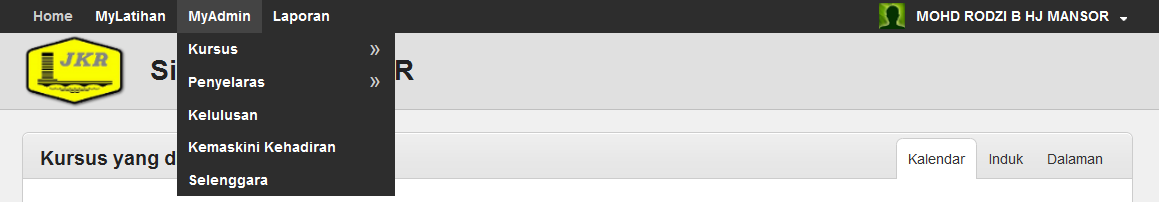 Home MyLatihan MyAdmin Laporan MOHD RODZI B HJ MANSOR
Kursus »
JKR
Si R
Penyelaras »
Kelulusan
Kemaskini Kehadiran
Kursus yang d Kalendar Induk Dalaman
Selenggara